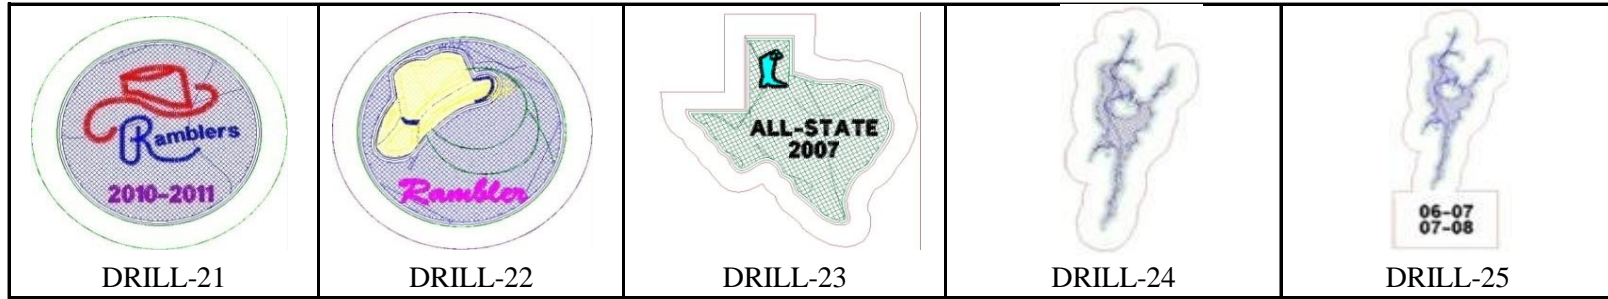 Ramblers
2010-2011
DRILL-21
Rambler
DRILL-22
ALL-STATE
2007
DRILL-23
DRILL-24
06-07
07-08
DRILL-25